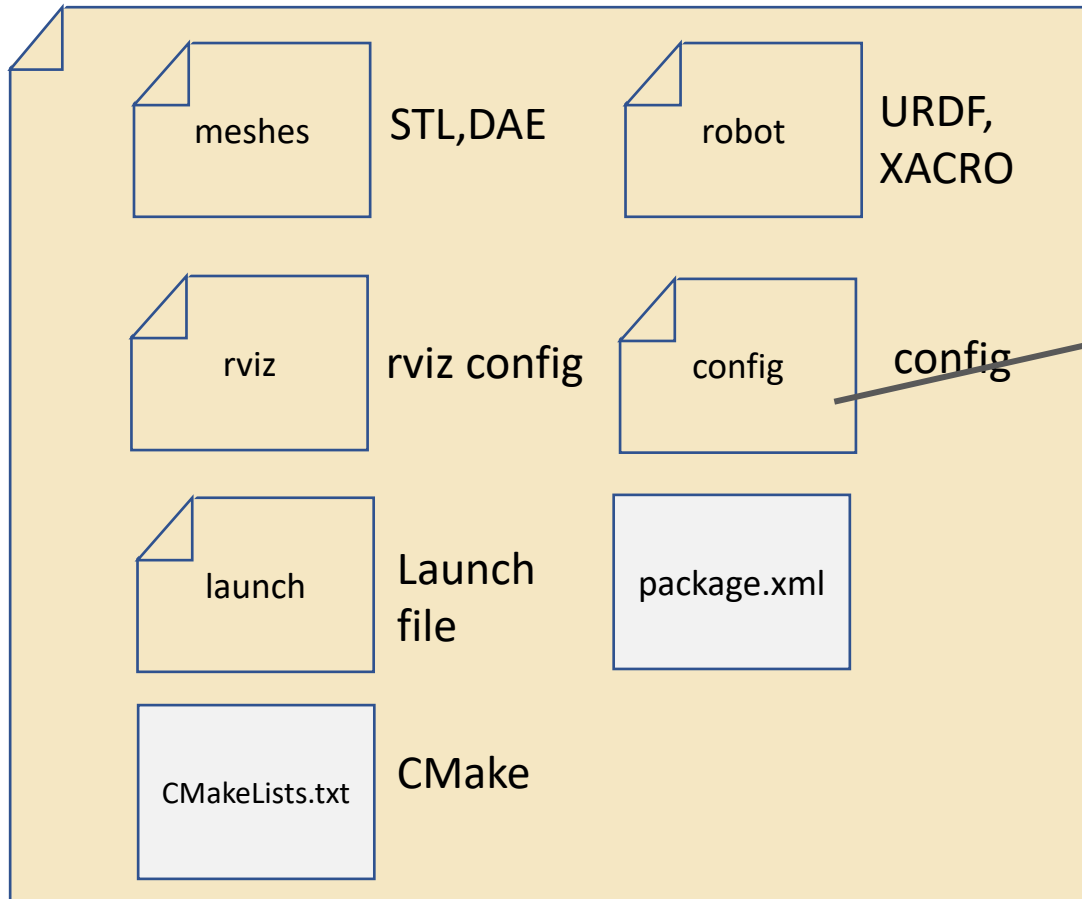 meshes
STL,DAE
robot
URDF,
XACRO
rviz
rviz config
config
config
launch
Launch
file
package.xml
CMakeLists.txt
CMake